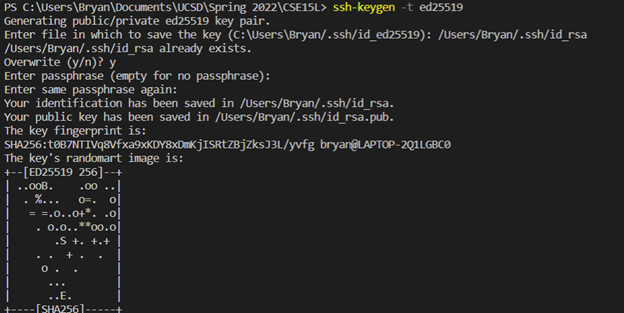 PS C:\Users\Bryan\Documents\UCSD\Spring 2022\CSE15L> ssh-keygen -t ed25519
Generating public/private ed25519 key pair.
Enter file in which to save the key (C:\Users\Bryan/.ssh/id_ed25519): /Users/Bryan/.ssh/id_rsa
/Users/Bryan/.ssh/id_rsa already exists.
Overwrite (y/n)? y
Enter passphrase (empty for no passphrase):
Enter same passphrase again:
Your identification has been saved in /Users/Bryan/.ssh/id_rsa.
Your public key has been saved in /Users/Bryan/.ssh/id_rsa.pub.
The key fingerprint is:
SHA256:t0B7NTIVq8Vfxa9xKDY8xDmKjISRtZBjZksJ3L/yvfg bryan@LAPTOP-2Q1LGBC0
The key's randomart image is:
+--[ED25519 256]--+
| ..ooB.    .oo ..|
|  . %...   o=.  o|
|   = =.o..o+*. .o|
|    . o.o..**oo.o|
|       .S +. +.+ |
|    . .  + .  .  |
|     o .  .      |
|      ...        |
|      ..E.       |
+----[SHA256]-----+